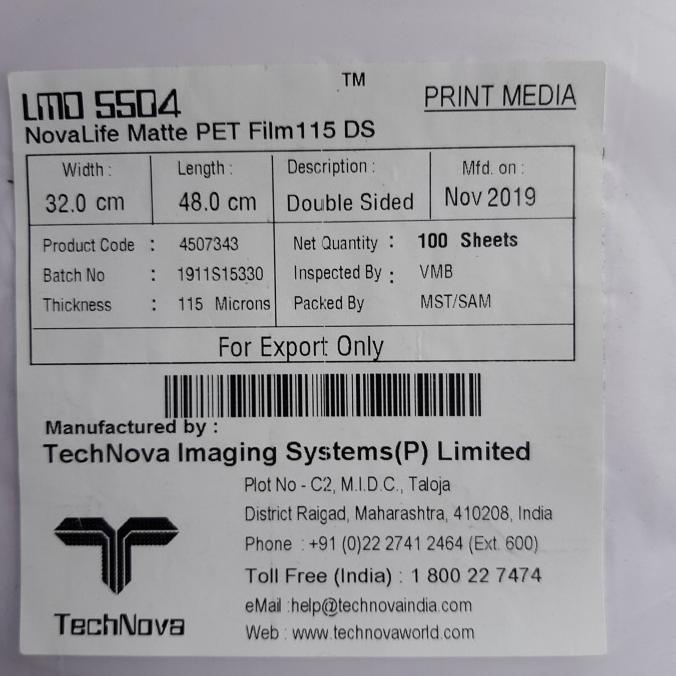 TM
LMD 5504 PRINT MEDIA
NovaLife Matte PET Film115 DS
Width : Length : Description : Mfd. on :
32.0 cm 48.0 cm Double Sided Nov 2019
Product Code : 4507343 Net Quantity : 100 Sheets
Batch No : 1911S15330 Inspected By : VMB
Thickness : 115 Microns Packed By MST/SAM
For Export Only
Manufactured by :
TechNova Imaging Systems(P) Limited
Plot No - C2, M.I.D.C., Taloja
District Raigad, Maharashtra, 410208, India
Phone : +91 (0)22 2741 2464 (Ext. 600)
Toll Free (India) : 1 800 22 7474
eMail :help@technovaindia.com
Web : www.technovaworld.com
TechNova